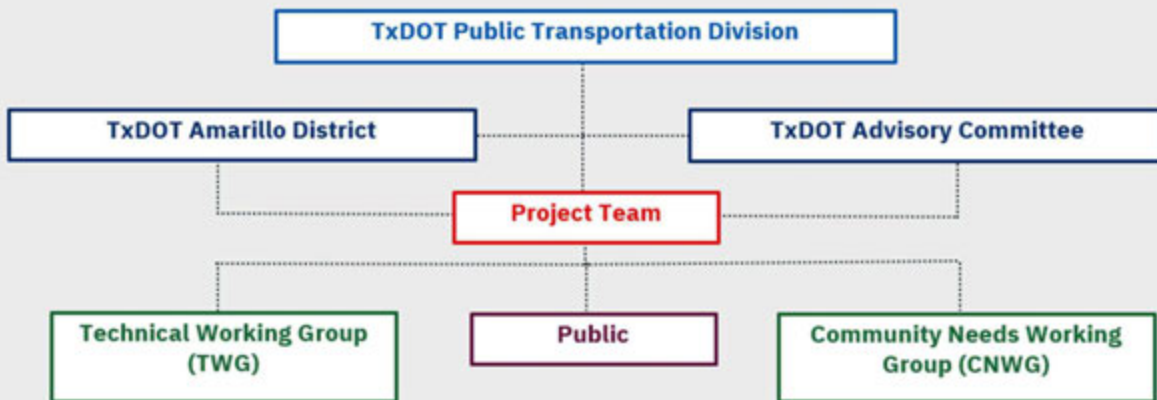 TxDOT Public Transportation Division
TxDOT Amarillo District
TxDOT Advisory Committee
Project Team
Technical Working Group
(TWG)
Public
Community Needs Working
Group (CNWG)